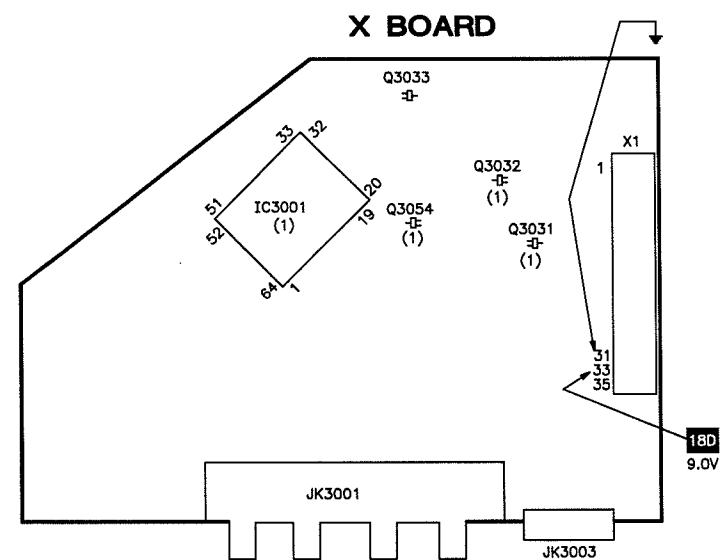 X BOARD
Q3033
X1
1
33
32
Q3032
(1)
20
19
51
52
IC3001
(1)
Q3054
(1)
Q3031
(1)
64
1
31
33
35
18D
9.0V
JK3001
JK3003